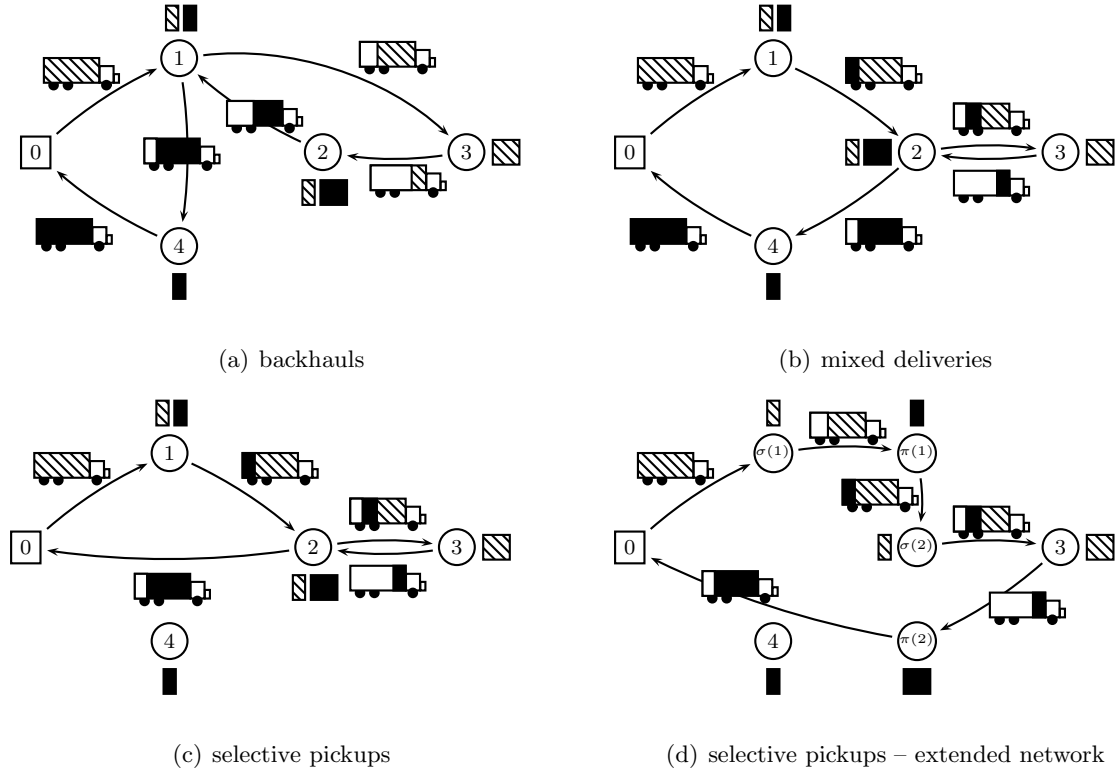 1
0
2
3
4
(a) backhauls
1
0
2
3
4
(b) mixed deliveries
1
0
2
3
4
(c) selective pickups
σ(1)
π(1)
0
σ(2)
3
4
π(2)
(d) selective pickups – extended network